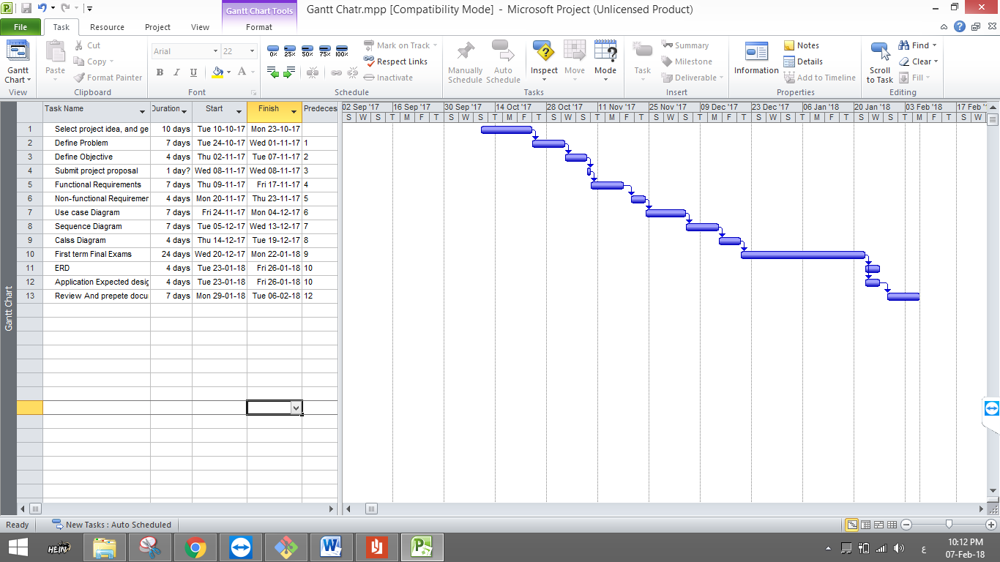 Gantt Chart Tools Gantt Chatr.mpp [Compatibility Mode] - Microsoft Project (Unlicensed Product)
File Task Resource Project View Format
Gantt Chart
View
Paste
Cut
Copy
Format Painter
Clipboard
Arial 22
B I U A
Font
0% 25% 50% 75% 100%
Mark on Track
Respect Links
Inactivate
Schedule
Manually Schedule
Auto Schedule
Inspect
Move
Mode
Tasks
Task
Summary
Milestone
Deliverable
Insert
Information
Notes
Details
Add to Timeline
Properties
Scroll to Task
Find
Clear
Fill
Editing
Task Name Duration Start Finish Predeces
02 Sep '17 16 Sep '17 30 Sep '17 14 Oct '17 28 Oct '17 11 Nov '17 25 Nov '17 09 Dec '17 23 Dec '17 06 Jan '18 20 Jan '18 03 Feb '18 17 Feb '
S W S T M F T S W S T M F T S W S T M F T S W S T M F T S W S T M F T S W S T M F T S W
1 Select project idea, and ge 10 days Tue 10-10-17 Mon 23-10-17
2 Define Problem 7 days Tue 24-10-17 Wed 01-11-17 1
3 Define Objective 4 days Thu 02-11-17 Tue 07-11-17 2
4 Submit project proposal 1 day? Wed 08-11-17 Wed 08-11-17 3
5 Functional Requirements 7 days Thu 09-11-17 Fri 17-11-17 4
6 Non-functional Requiremer 4 days Mon 20-11-17 Thu 23-11-17 5
7 Use case Diagram 7 days Fri 24-11-17 Mon 04-12-17 6
8 Sequence Diagram 7 days Tue 05-12-17 Wed 13-12-17 7
9 Calss Diagram 4 days Thu 14-12-17 Tue 19-12-17 8
10 First term Final Exams 24 days Wed 20-12-17 Mon 22-01-18 9
11 ERD 4 days Tue 23-01-18 Fri 26-01-18 10
12 Application Expected desig 4 days Tue 23-01-18 Fri 26-01-18 10
13 Review And prepete docu 7 days Mon 29-01-18 Tue 06-02-18 12
Gantt Chart
Ready New Tasks : Auto Scheduled
HEIN
ع
10:12 PM
07-Feb-18